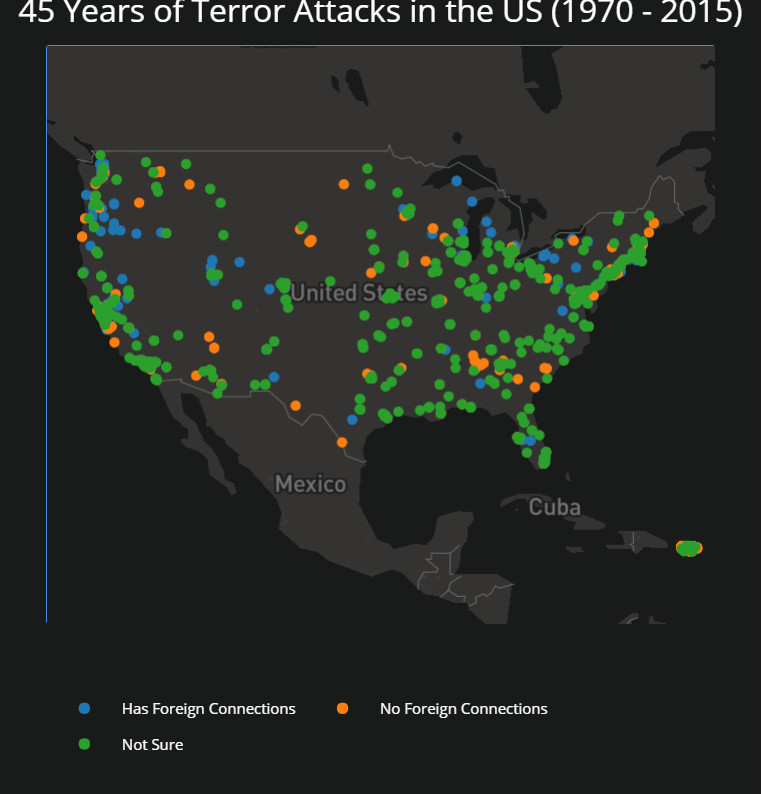 45 Years of Terror Attacks in the US (1970 - 2015)
United States
Mexico
Cuba
Has Foreign Connections
No Foreign Connections
Not Sure